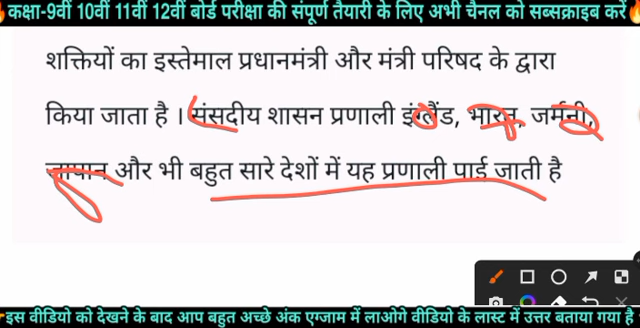 कक्षा-9वीं 10वीं 11वीं 12वीं बोर्ड परीक्षा की संपूर्ण तैयारी के लिए अभी चैनल को सब्सक्राइब करें
शक्तियों का इस्तेमाल प्रधानमंत्री और मंत्री परिषद के द्वारा
किया जाता है । संसदीय शासन प्रणाली इंग्लैंड, भारत, जर्मनी,
जापान और भी बहुत सारे देशों में यह प्रणाली पाई जाती है
इस वीडियो को देखने के बाद आप बहुत अच्छे अंक एग्जाम में लाओगे वीडियो के लास्ट में उत्तर बताया गया है